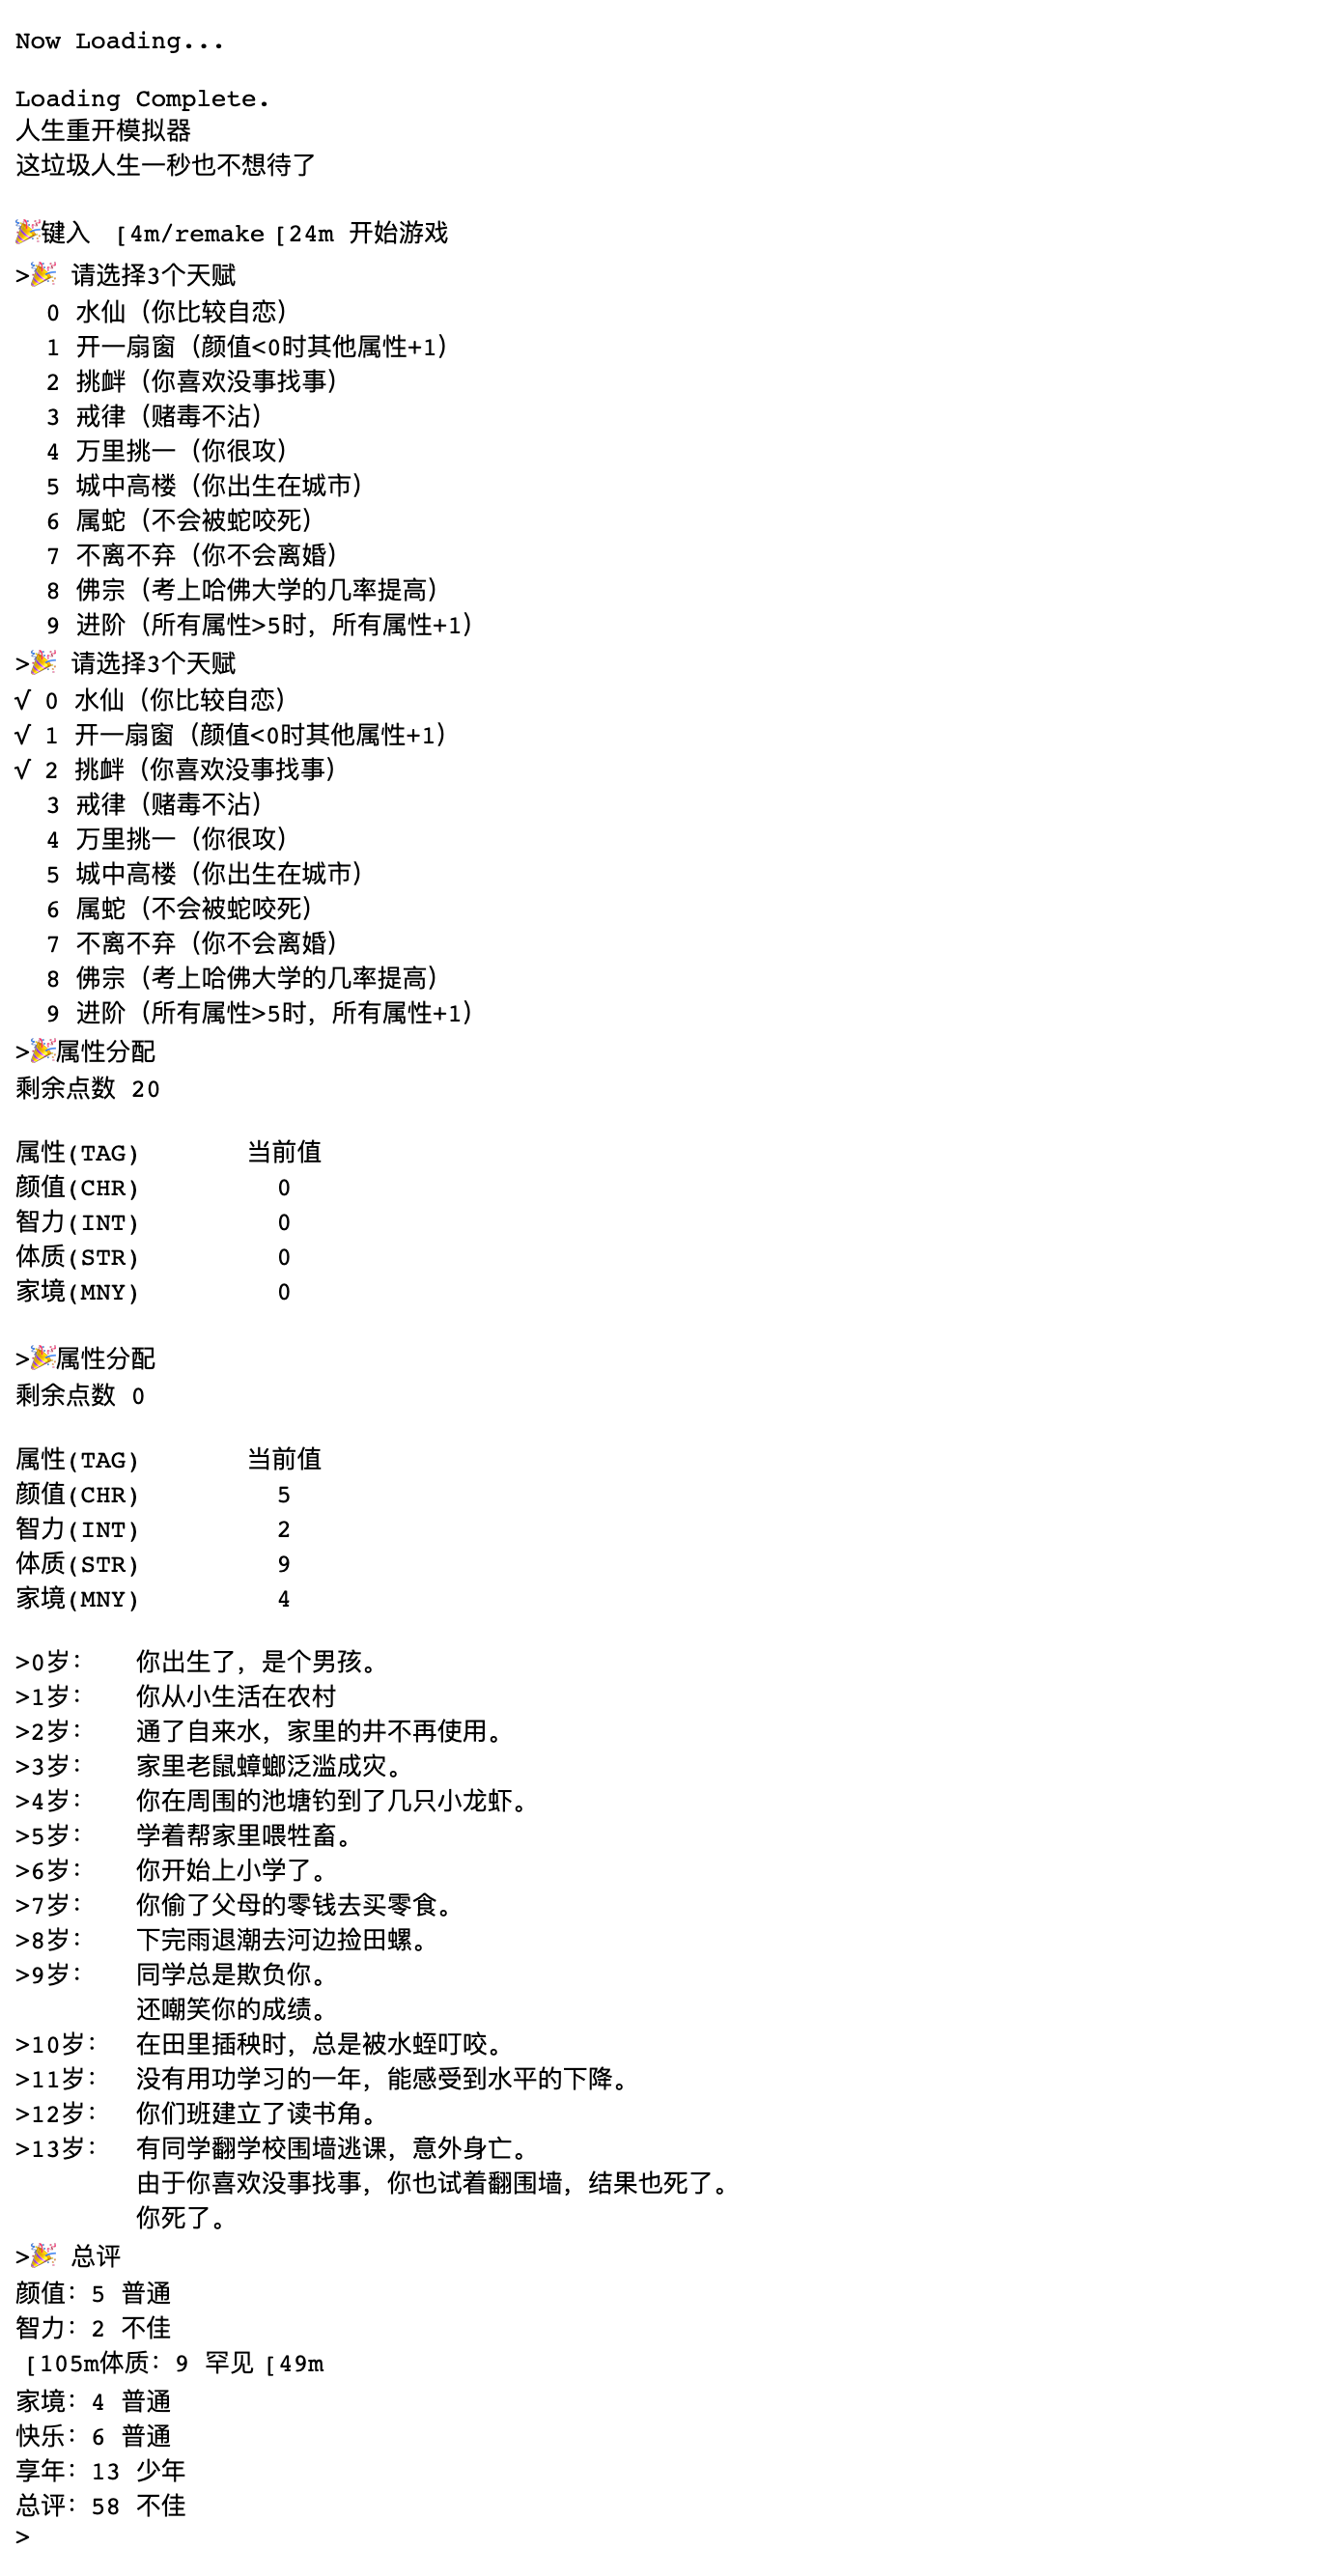 Now Loading...
Loading Complete.
人生重开模拟器
这垃圾人生一秒也不想待了
🎉键入 [4m/remake[24m 开始游戏
>🎉 请选择3个天赋
0 水仙（你比较自恋）
1 开一扇窗（颜值<0时其他属性+1）
2 挑衅（你喜欢没事找事）
3 戒律（赌毒不沾）
4 万里挑一（你很攻）
5 城中高楼（你出生在城市）
6 属蛇（不会被蛇咬死）
7 不离不弃（你不会离婚）
8 佛宗（考上哈佛大学的几率提高）
9 进阶（所有属性>5时，所有属性+1）
>🎉 请选择3个天赋
√ 0 水仙（你比较自恋）
√ 1 开一扇窗（颜值<0时其他属性+1）
√ 2 挑衅（你喜欢没事找事）
3 戒律（赌毒不沾）
4 万里挑一（你很攻）
5 城中高楼（你出生在城市）
6 属蛇（不会被蛇咬死）
7 不离不弃（你不会离婚）
8 佛宗（考上哈佛大学的几率提高）
9 进阶（所有属性>5时，所有属性+1）
>🎉属性分配
剩余点数 20
属性(TAG) 当前值
颜值(CHR) 0
智力(INT) 0
体质(STR) 0
家境(MNY) 0
>🎉属性分配
剩余点数 0
属性(TAG) 当前值
颜值(CHR) 5
智力(INT) 2
体质(STR) 9
家境(MNY) 4
>0岁： 你出生了，是个男孩。
>1岁： 你从小生活在农村
>2岁： 通了自来水，家里的井不再使用。
>3岁： 家里老鼠蟑螂泛滥成灾。
>4岁： 你在周围的池塘钓到了几只小龙虾。
>5岁： 学着帮家里喂牲畜。
>6岁： 你开始上小学了。
>7岁： 你偷了父母的零钱去买零食。
>8岁： 下完雨退潮去河边捡田螺。
>9岁： 同学总是欺负你。
还嘲笑你的成绩。
>10岁： 在田里插秧时，总是被水蛭叮咬。
>11岁： 没有用功学习的一年，能感受到水平的下降。
>12岁： 你们班建立了读书角。
>13岁： 有同学翻学校围墙逃课，意外身亡。
由于你喜欢没事找事，你也试着翻围墙，结果也死了。
你死了。
>🎉 总评
颜值：5 普通
智力：2 不佳
[105m体质：9 罕见[49m
家境：4 普通
快乐：6 普通
享年：13 少年
总评：58 不佳
>